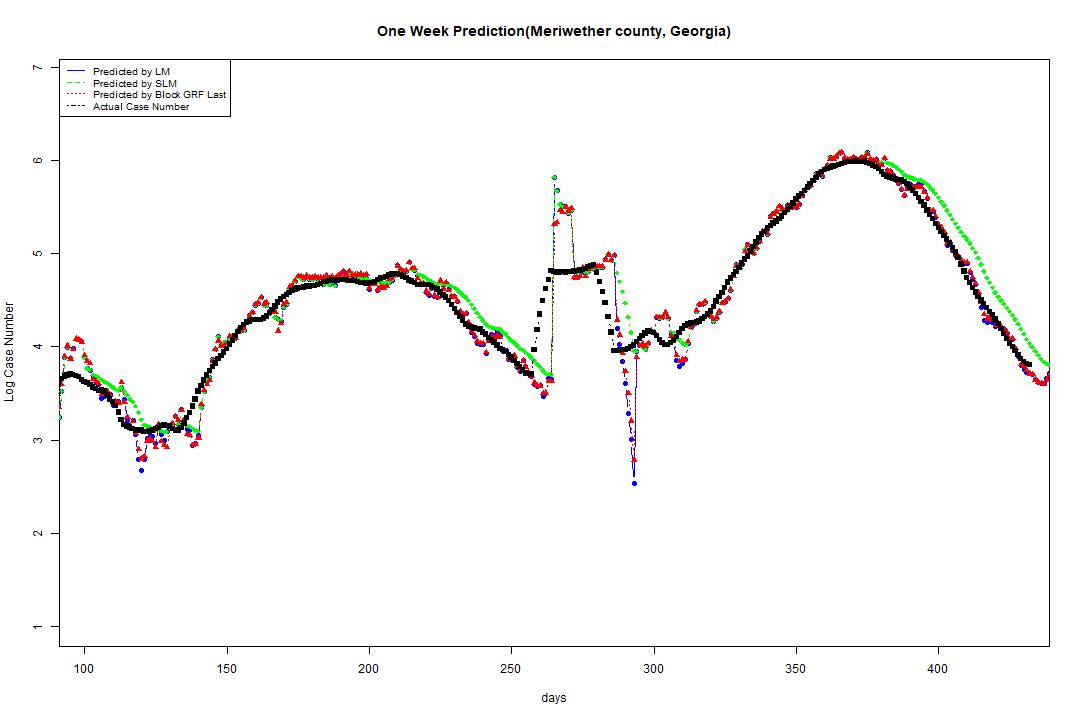 One Week Prediction(Meriwether county, Georgia)
Predicted by LM
Predicted by SLM
Predicted by Block GRF Last
Actual Case Number
7
6
5
4
3
2
1
Log Case Number
100 150 200 250 300 350 400
days